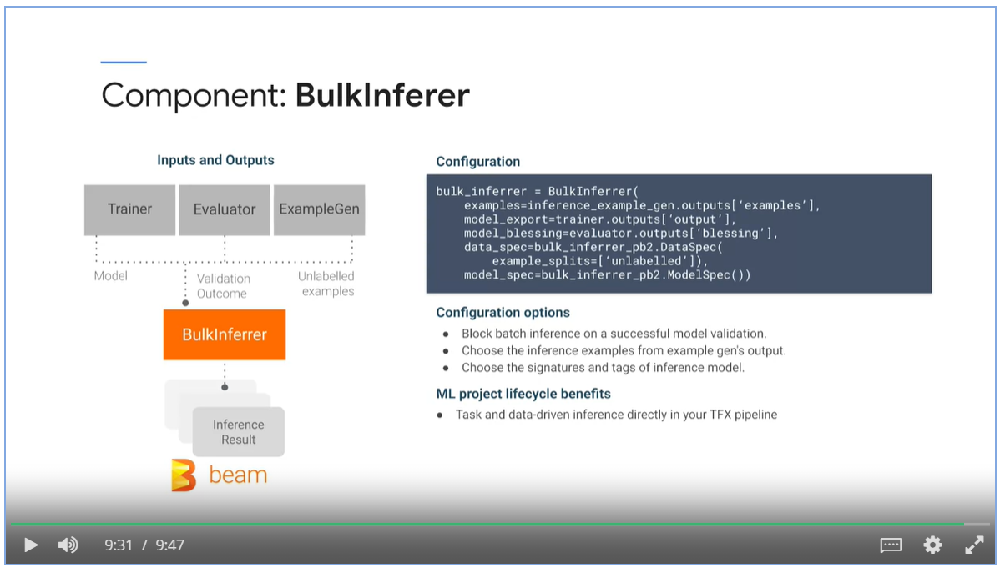 Component: BulkInferer
Inputs and Outputs
Trainer
Evaluator
ExampleGen
Model
Validation
Outcome
Unlabelled
examples
BulkInferrer
Inference
Result
beam
Configuration
bulk_inferrer = BulkInferrer(
    examples=inference_example_gen.outputs[‘examples’],
    model_export=trainer.outputs[‘output’],
    model_blessing=evaluator.outputs[‘blessing’],
    data_spec=bulk_inferrer_pb2.DataSpec(
        example_splits=[‘unlabelled’]),
    model_spec=bulk_inferrer_pb2.ModelSpec())
Configuration options
● Block batch inference on a successful model validation.
● Choose the inference examples from example gen's output.
● Choose the signatures and tags of inference model.
ML project lifecycle benefits
● Task and data-driven inference directly in your TFX pipeline
9:31 / 9:47